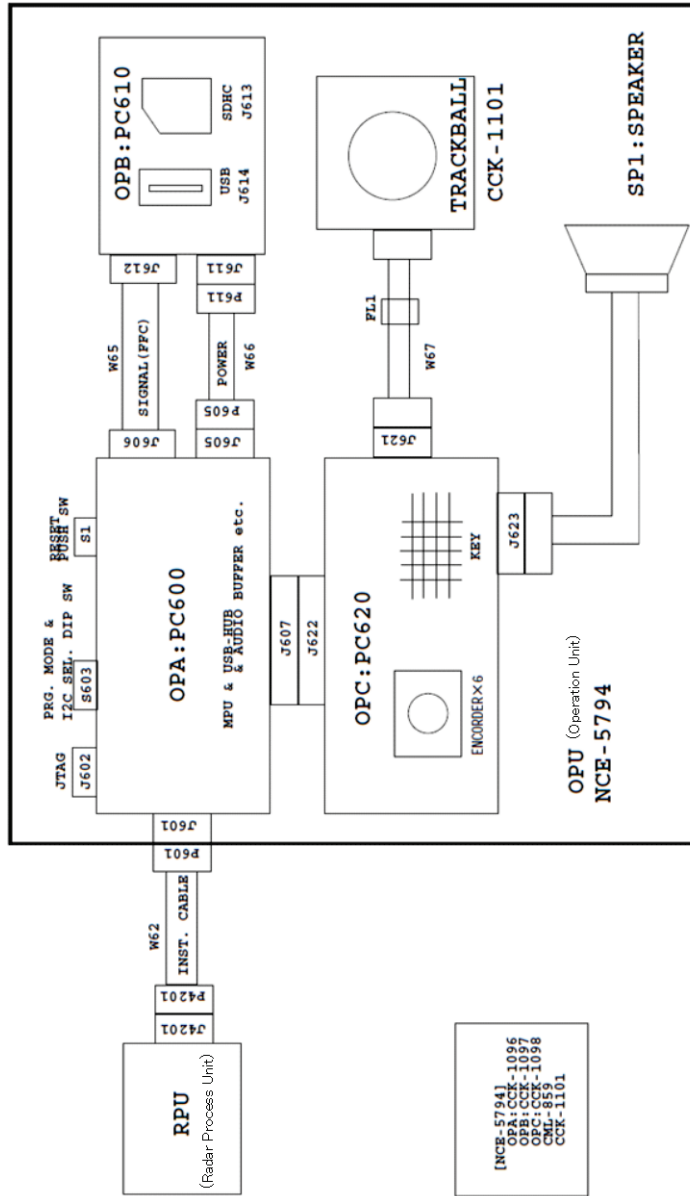 OPB:PC610
SDHC
J613
USB
J614
J612
J611
P611
W65
SIGNAL(FFC)
POWER
W66
J606
P605
J605
TRACKBALL
CCK-1101
FL1
W67
J621
SP1:SPEAKER
RESET
PUSH SW
S1
PRG. MODE &
I2C SEL. DIP SW
S603
JTAG
J602
OPA:PC600
MPU & USB-HUB
& AUDIO BUFFER etc.
J607
J622
OPC:PC620
KEY
ENCORDER×6
J623
OPU (Operation Unit)
NCE-5794
J601
P601
W62
INST. CABLE
P4201
J4201
RPU
(Radar Process Unit)
[NCE-5794]
OPA:CCK-1096
OPB:CCK-1097
OPC:CCK-1098
CML-859
CCK-1101